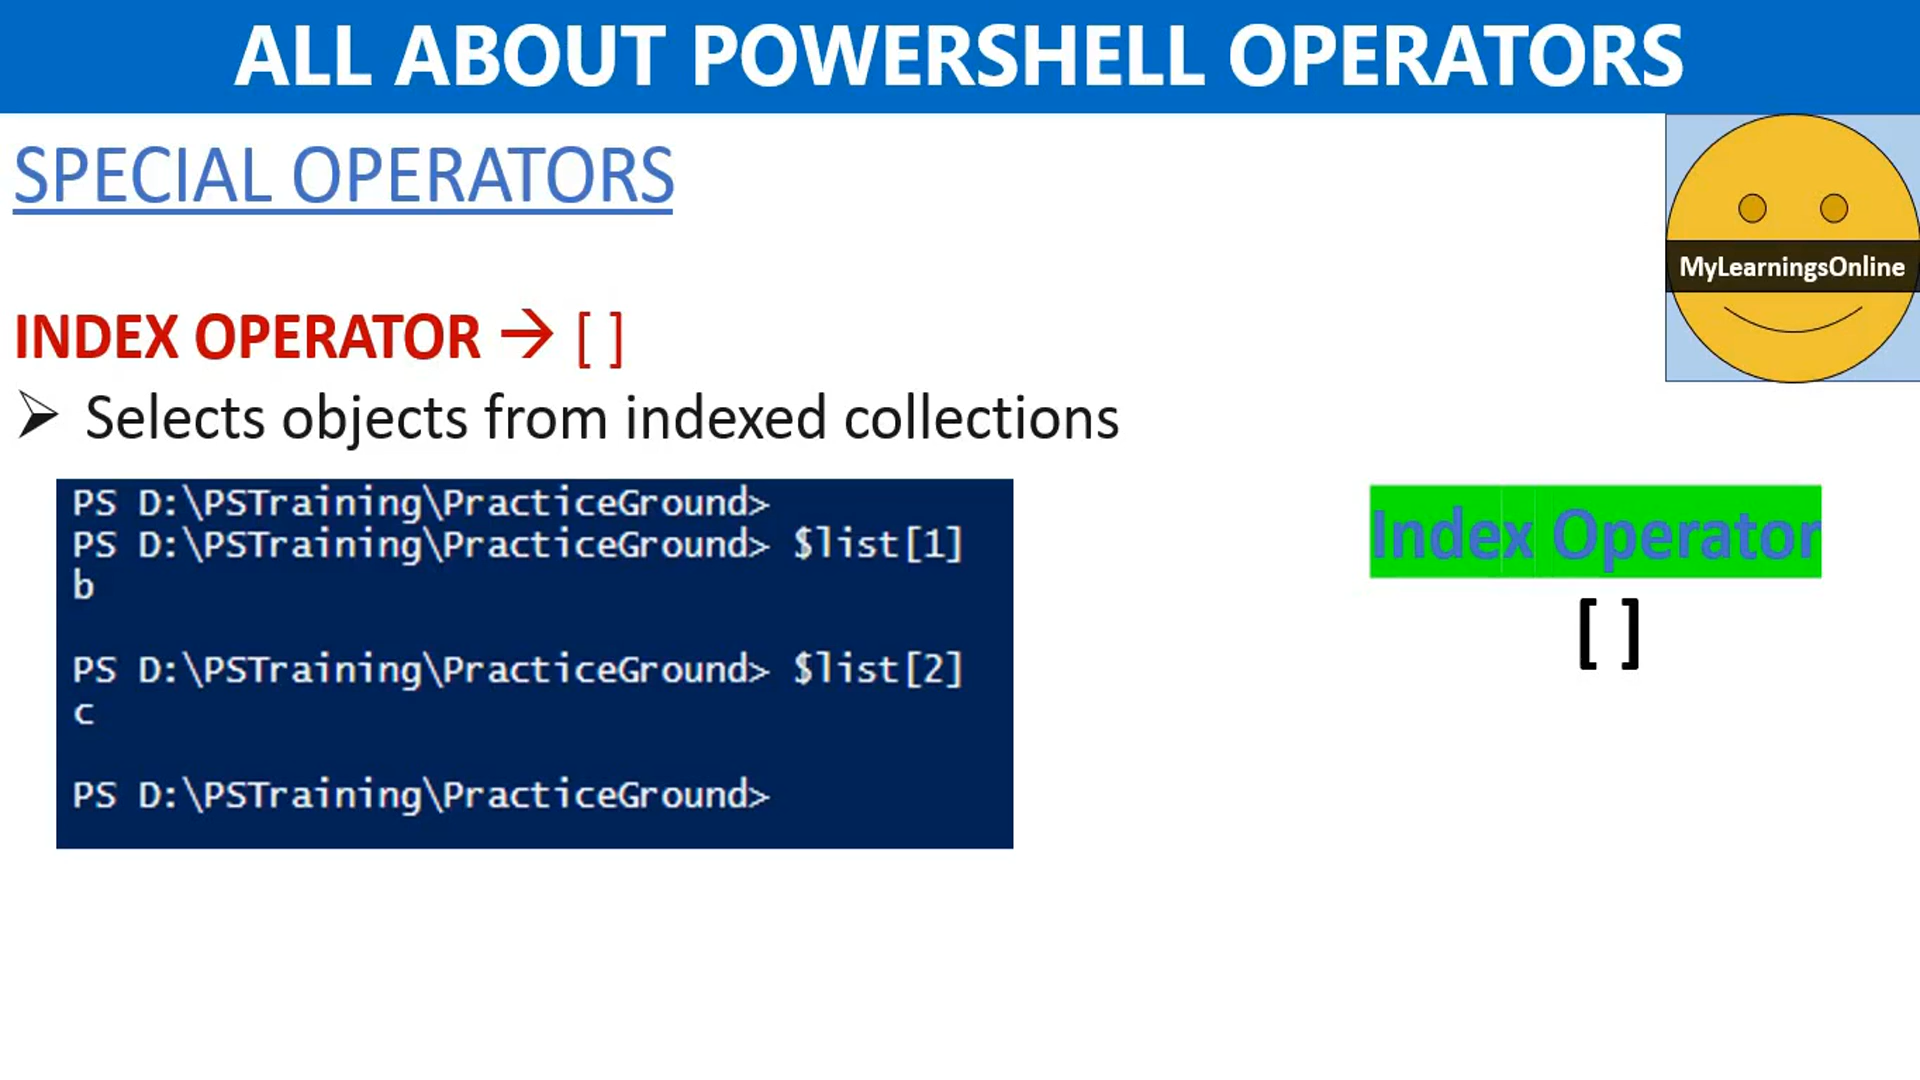 ALL ABOUT POWERSHELL OPERATORS
SPECIAL OPERATORS
MyLearningsOnline
INDEX OPERATOR → [ ]
➢ Selects objects from indexed collections
PS D:\PSTraining\PracticeGround>
PS D:\PSTraining\PracticeGround> $list[1]
b
PS D:\PSTraining\PracticeGround> $list[2]
c
PS D:\PSTraining\PracticeGround>
Index Operator
[ ]